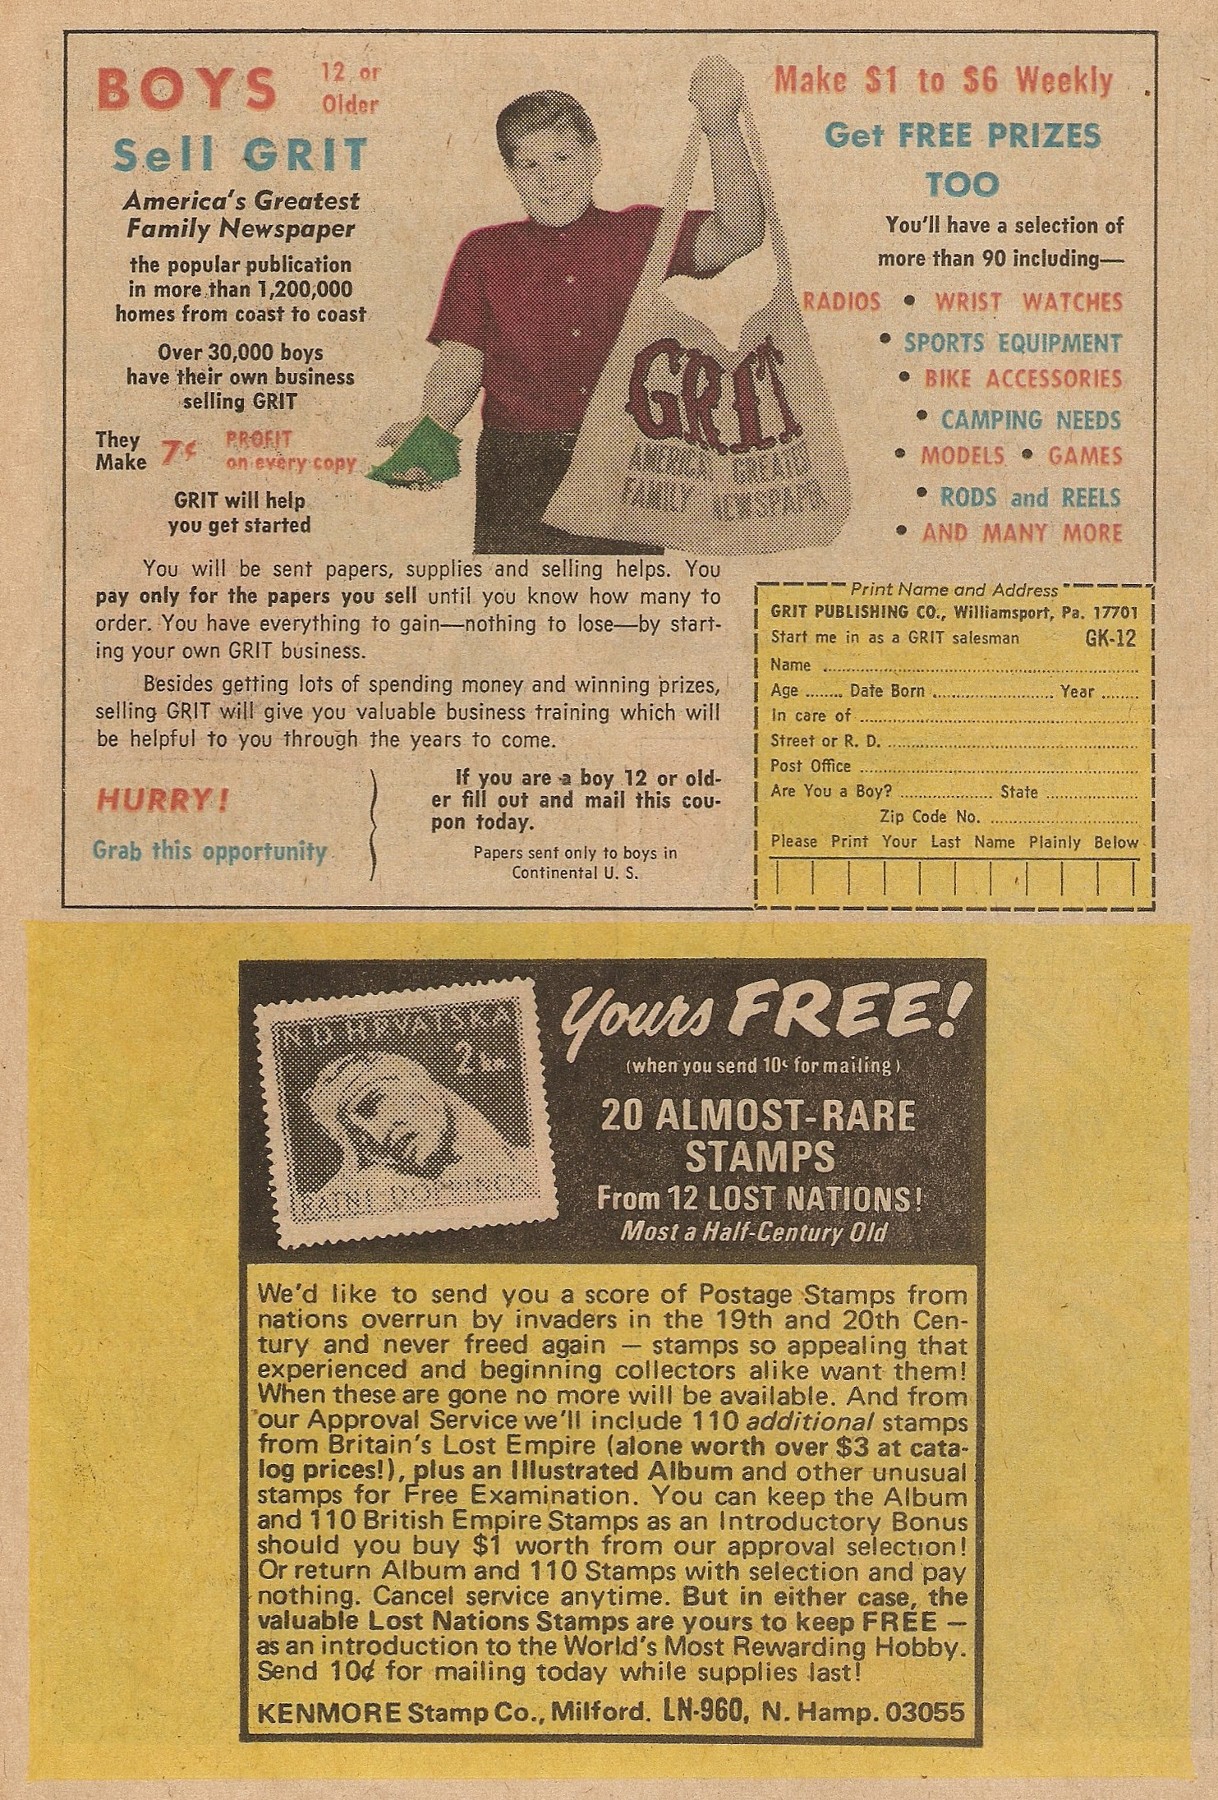 BOYS 12 or
Older
Sell GRIT
America's Greatest
Family Newspaper
the popular publication
in more than 1,200,000
homes from coast to coast
Over 30,000 boys
have their own business
selling GRIT
They
Make 7¢ PROFIT
on every copy
GRIT will help
you get started
GRIT
AMERICA'S GREATEST
FAMILY NEWSPAPER
Make $1 to $6 Weekly
Get FREE PRIZES
TOO
You'll have a selection of
more than 90 including—
RADIOS • WRIST WATCHES
• SPORTS EQUIPMENT
• BIKE ACCESSORIES
• CAMPING NEEDS
• MODELS • GAMES
• RODS and REELS
• AND MANY MORE
You will be sent papers, supplies and selling helps. You
pay only for the papers you sell until you know how many to
order. You have everything to gain—nothing to lose—by start-
ing your own GRIT business.
Besides getting lots of spending money and winning prizes,
selling GRIT will give you valuable business training which will
be helpful to you through the years to come.
HURRY!
Grab this opportunity
If you are a boy 12 or old-
er fill out and mail this cou-
pon today.
Papers sent only to boys in
Continental U. S.
Print Name and Address
GRIT PUBLISHING CO., Williamsport, Pa. 17701
Start me in as a GRIT salesman GK-12
Name
Age ........ Date Born ........................ Year ........
In care of
Street or R. D.
Post Office
Are You a Boy? .................... State ....................
Zip Code No.
Please Print Your Last Name Plainly Below
N D HRVATSKA
2 kn
Yours FREE!
(when you send 10¢ for mailing)
20 ALMOST-RARE
STAMPS
From 12 LOST NATIONS!
Most a Half-Century Old
We'd like to send you a score of Postage Stamps from
nations overrun by invaders in the 19th and 20th Cen-
tury and never freed again — stamps so appealing that
experienced and beginning collectors alike want them!
When these are gone no more will be available. And from
our Approval Service we'll include 110 additional stamps
from Britain's Lost Empire (alone worth over $3 at cata-
log prices!), plus an Illustrated Album and other unusual
stamps for Free Examination. You can keep the Album
and 110 British Empire Stamps as an Introductory Bonus
should you buy $1 worth from our approval selection!
Or return Album and 110 Stamps with selection and pay
nothing. Cancel service anytime. But in either case, the
valuable Lost Nations Stamps are yours to keep FREE —
as an introduction to the World's Most Rewarding Hobby.
Send 10¢ for mailing today while supplies last!
KENMORE Stamp Co., Milford. LN-960, N. Hamp. 03055